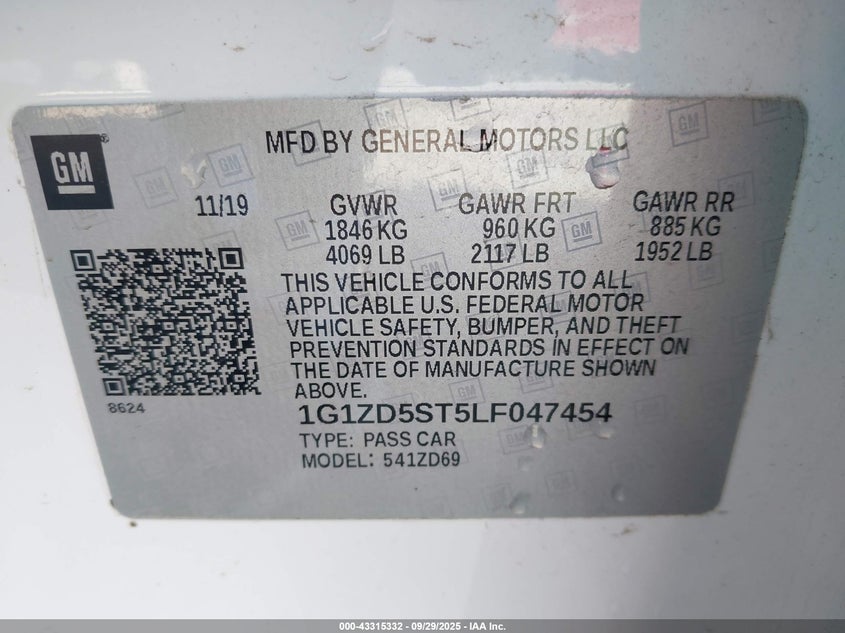 GM
MFD BY GENERAL MOTORS LLC
11/19
GVWR GAWR FRT GAWR RR
1846 KG 960 KG 885 KG
4069 LB 2117 LB 1952 LB
THIS VEHICLE CONFORMS TO ALL
APPLICABLE U.S. FEDERAL MOTOR
VEHICLE SAFETY, BUMPER, AND THEFT
PREVENTION STANDARDS IN EFFECT ON
THE DATE OF MANUFACTURE SHOWN
ABOVE.
8624
1G1ZD5ST5LF047454
TYPE: PASS CAR
MODEL: 541ZD69
000-43315332 - 09/29/2025 - IAA Inc.